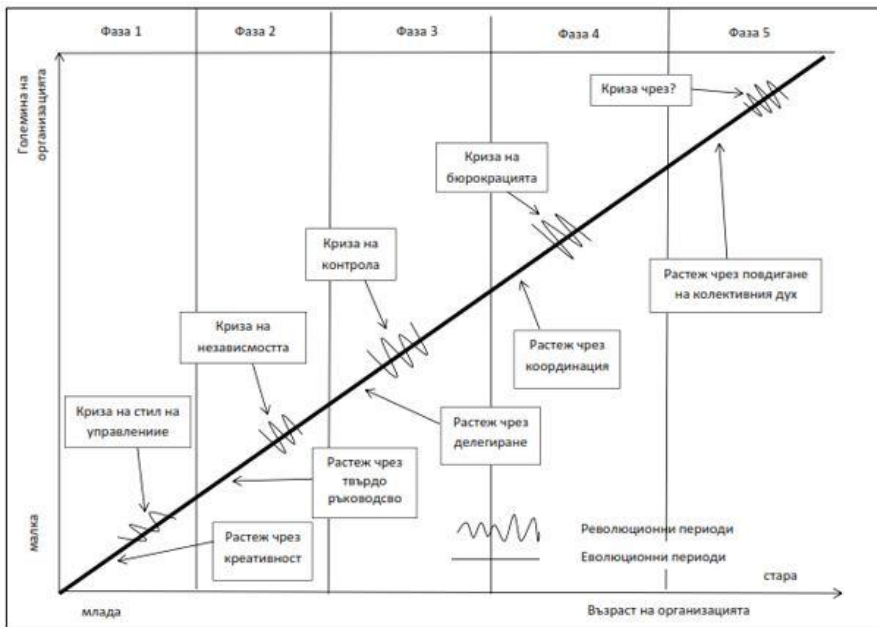 Фаза 1
Фаза 2
Фаза 3
Фаза 4
Фаза 5
Големина на
организацията
Криза чрез?
Криза на
бюрокрацията
Криза на
контрола
Растеж чрез повдигане
на колективния дух
Криза на
независмостта
Растеж чрез
координация
Криза на стил на
управлениие
Растеж чрез
делегиране
Растеж чрез
твърдо
ръководсво
малка
Растеж чрез
креативност
Революционни периоди
Еволюционни периоди
стара
млада
Възраст на организацията